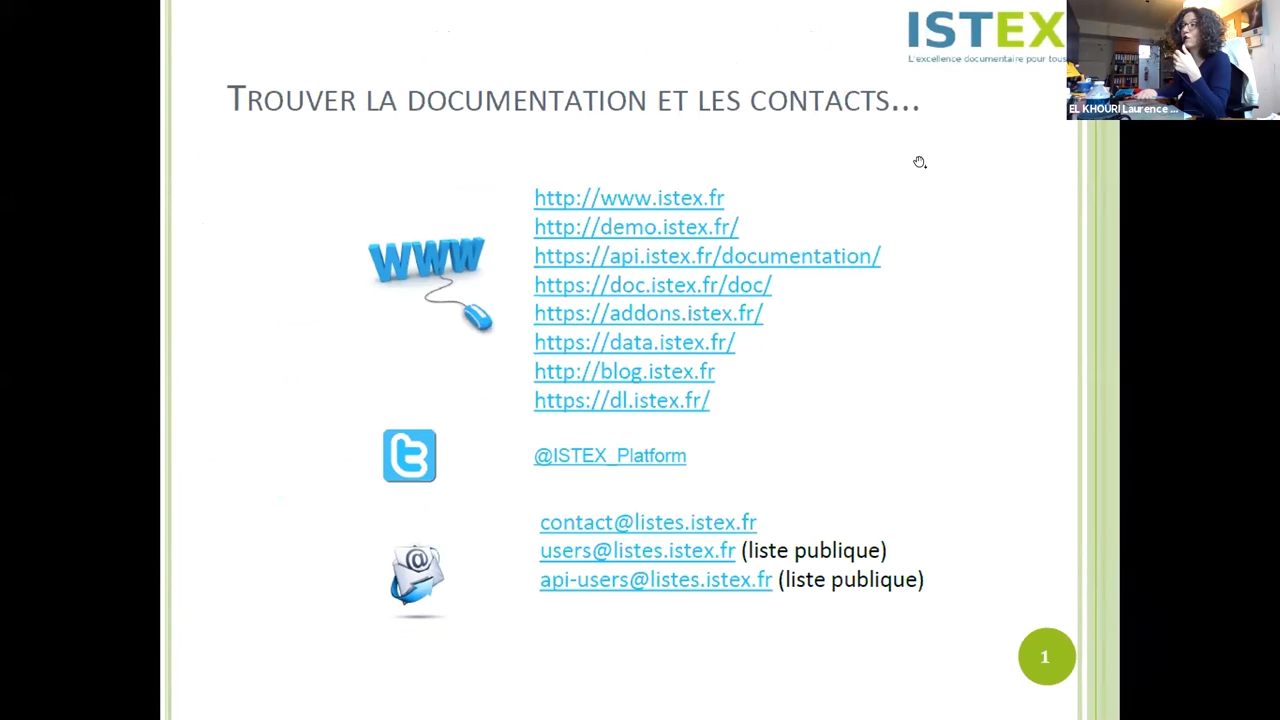 ISTEX
L'excellence documentaire pour tous
EL KHOURI Laurence ...
TROUVER LA DOCUMENTATION ET LES CONTACTS...
http://www.istex.fr
http://demo.istex.fr/
https://api.istex.fr/documentation/
https://doc.istex.fr/doc/
https://addons.istex.fr/
https://data.istex.fr/
http://blog.istex.fr
https://dl.istex.fr/
www
t
@ISTEX_Platform
contact@listes.istex.fr
users@listes.istex.fr (liste publique)
api-users@listes.istex.fr (liste publique)
@
1